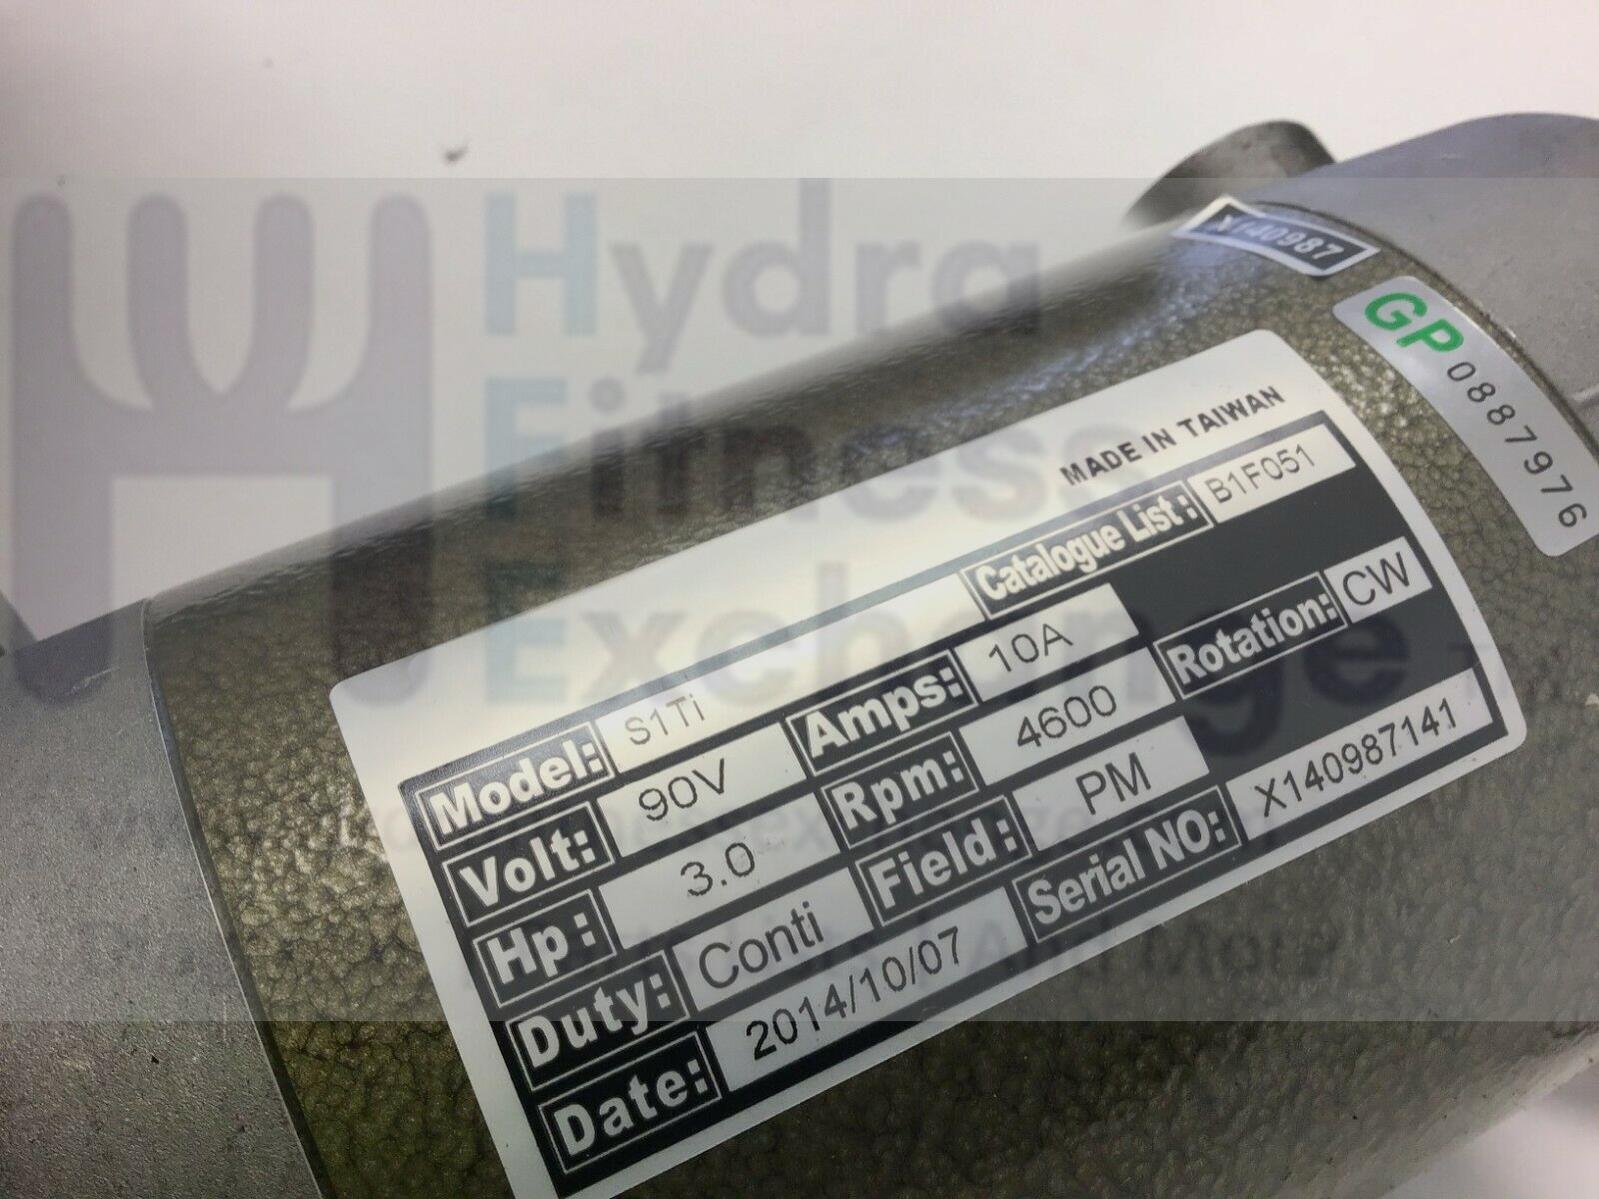 X140987
GP 0887976
MADE IN TAIWAN
Model: S1Ti Catalogue List: B1F051
Volt: 90V Amps: 10A
Hp: 3.0 Rpm: 4600 Rotation: CW
Duty: Conti Field: PM
Date: 2014/10/07 Serial NO: X140987141
Hydra
Fitness
Exchange